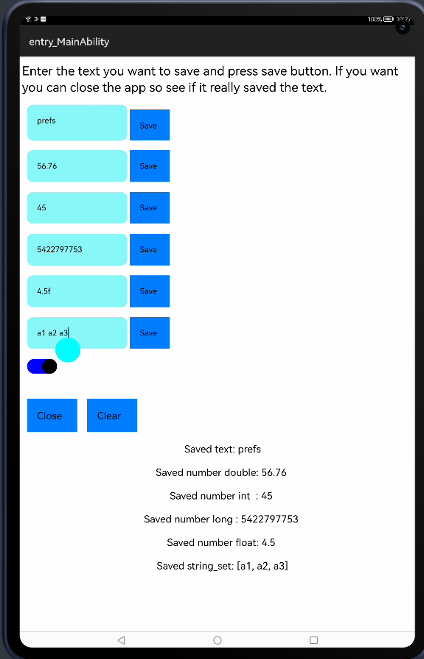 100%
entry_MainAbility
Enter the text you want to save and press save button. If you want
you can close the app so see if it really saved the text.
prefs Save
56.76 Save
45 Save
5422797753 Save
4.5f Save
a1 a2 a3 Save
Close Clear
Saved text: prefs
Saved number double: 56.76
Saved number int : 45
Saved number long : 5422797753
Saved number float: 4.5
Saved string_set: [a1, a2, a3]